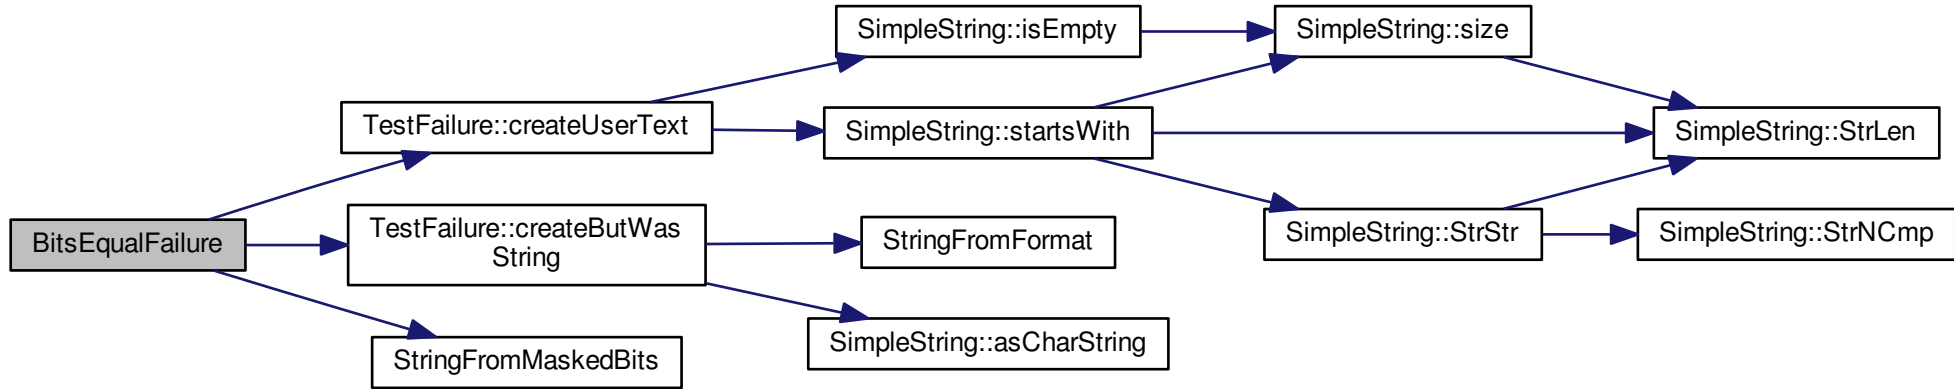 SimpleString::isEmpty
SimpleString::size
TestFailure::createUserText
SimpleString::startsWith
SimpleString::StrLen
BitsEqualFailure
TestFailure::createButWas
String
StringFromFormat
SimpleString::StrStr
SimpleString::StrNCmp
StringFromMaskedBits
SimpleString::asCharString